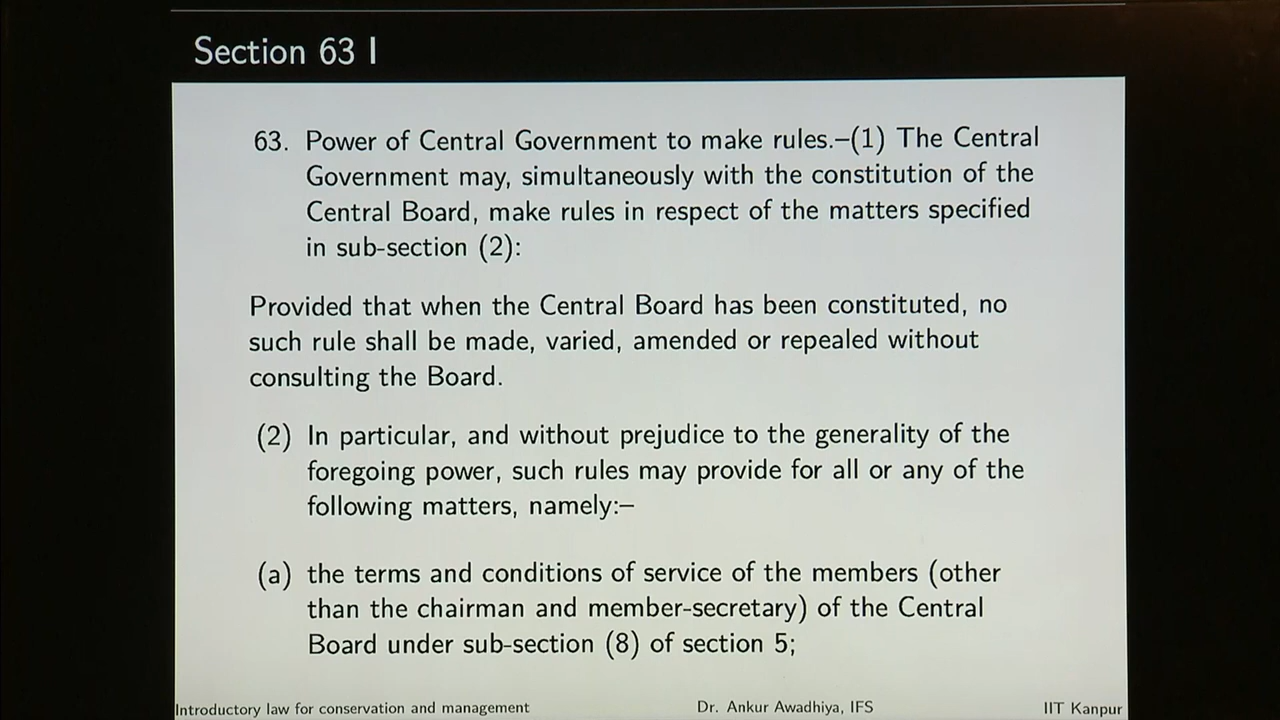 Section 63 I
63. Power of Central Government to make rules.–(1) The Central
Government may, simultaneously with the constitution of the
Central Board, make rules in respect of the matters specified
in sub-section (2):
Provided that when the Central Board has been constituted, no
such rule shall be made, varied, amended or repealed without
consulting the Board.
(2) In particular, and without prejudice to the generality of the
foregoing power, such rules may provide for all or any of the
following matters, namely:–
(a) the terms and conditions of service of the members (other
than the chairman and member-secretary) of the Central
Board under sub-section (8) of section 5;
Introductory law for conservation and management Dr. Ankur Awadhiya, IFS IIT Kanpur